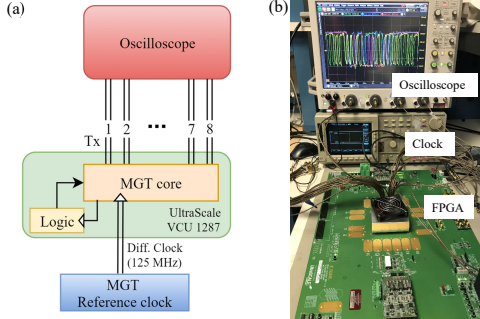 (a)
Oscilloscope
1 2 ... 7 8
Tx
MGT core
Logic
UltraScale
VCU 1287
Diff. Clock
(125 MHz)
MGT
Reference clock
(b)
Oscilloscope
Clock
FPGA